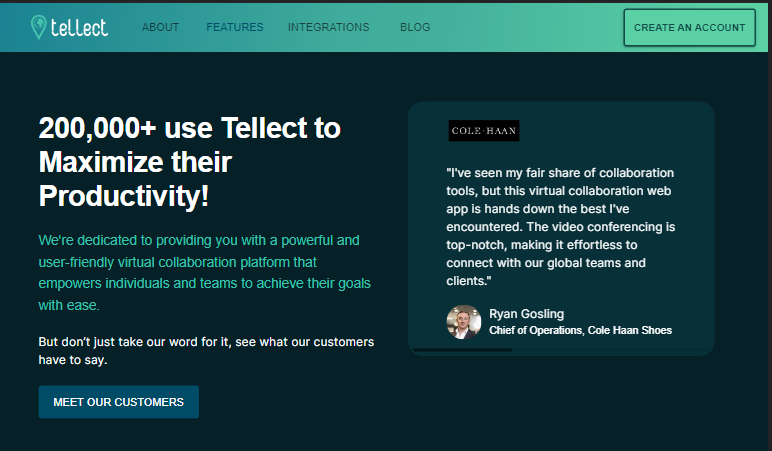 tellect
ABOUT
FEATURES
INTEGRATIONS
BLOG
CREATE AN ACCOUNT
200,000+ use Tellect to
Maximize their
Productivity!
We're dedicated to providing you with a powerful and
user-friendly virtual collaboration platform that
empowers individuals and teams to achieve their goals
with ease.
But don't just take our word for it, see what our customers
have to say.
MEET OUR CUSTOMERS
COLE·HAAN
"I've seen my fair share of collaboration
tools, but this virtual collaboration web
app is hands down the best I've
encountered. The video conferencing is
top-notch, making it effortless to
connect with our global teams and
clients."
Ryan Gosling
Chief of Operations, Cole Haan Shoes